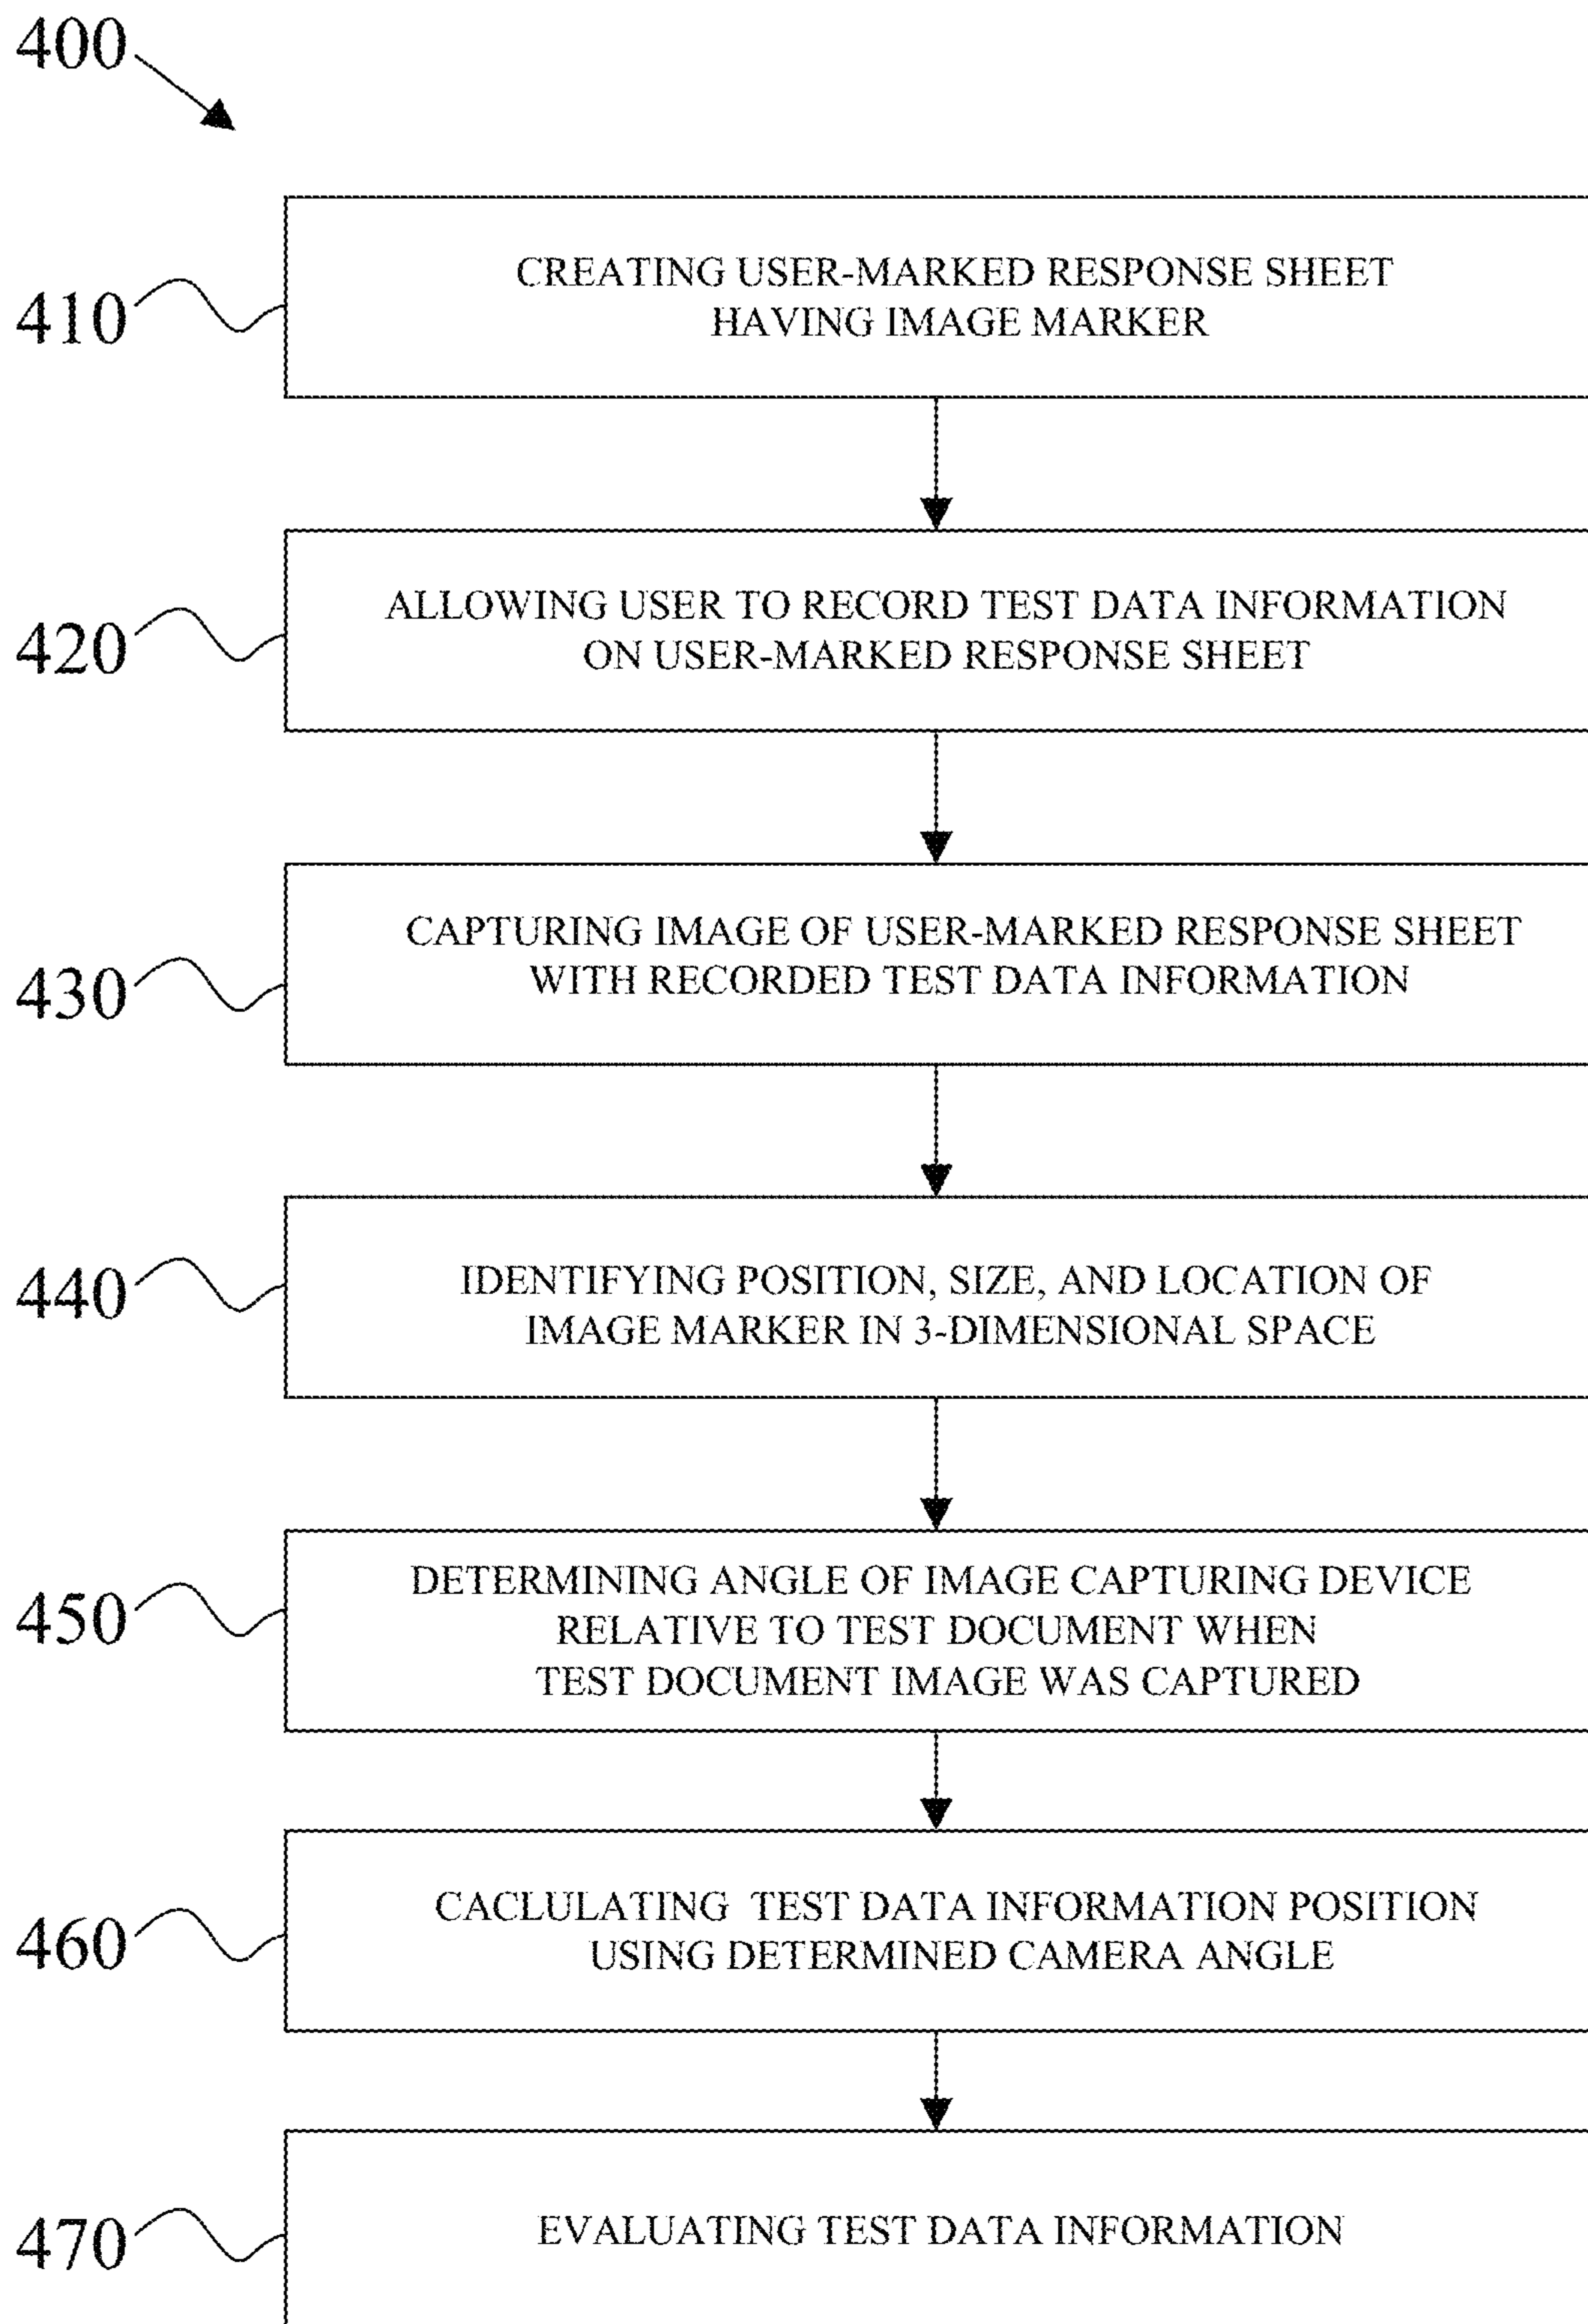 400
410
CREATING USER-MARKED RESPONSE SHEET
HAVING IMAGE MARKER
420
ALLOWING USER TO RECORD TEST DATA INFORMATION
ON USER-MARKED RESPONSE SHEET
430
CAPTURING IMAGE OF USER-MARKED RESPONSE SHEET
WITH RECORDED TEST DATA INFORMATION
440
IDENTIFYING POSITION, SIZE, AND LOCATION OF
IMAGE MARKER IN 3-DIMENSIONAL SPACE
450
DETERMINING ANGLE OF IMAGE CAPTURING DEVICE
RELATIVE TO TEST DOCUMENT WHEN
TEST DOCUMENT IMAGE WAS CAPTURED
460
CACLULATING TEST DATA INFORMATION POSITION
USING DETERMINED CAMERA ANGLE
470
EVALUATING TEST DATA INFORMATION